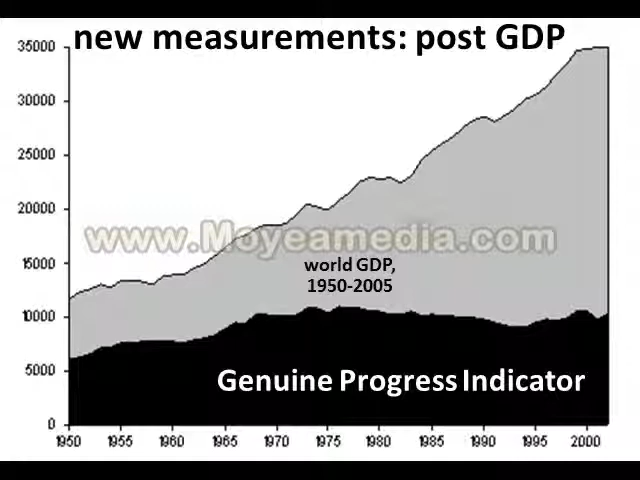 new measurements: post GDP
35000
30000
25000
20000
15000
10000
5000
0
www.Moyeamedia.com
world GDP,
1950-2005
Genuine Progress Indicator
1950 1955 1960 1965 1970 1975 1980 1985 1990 1995 2000